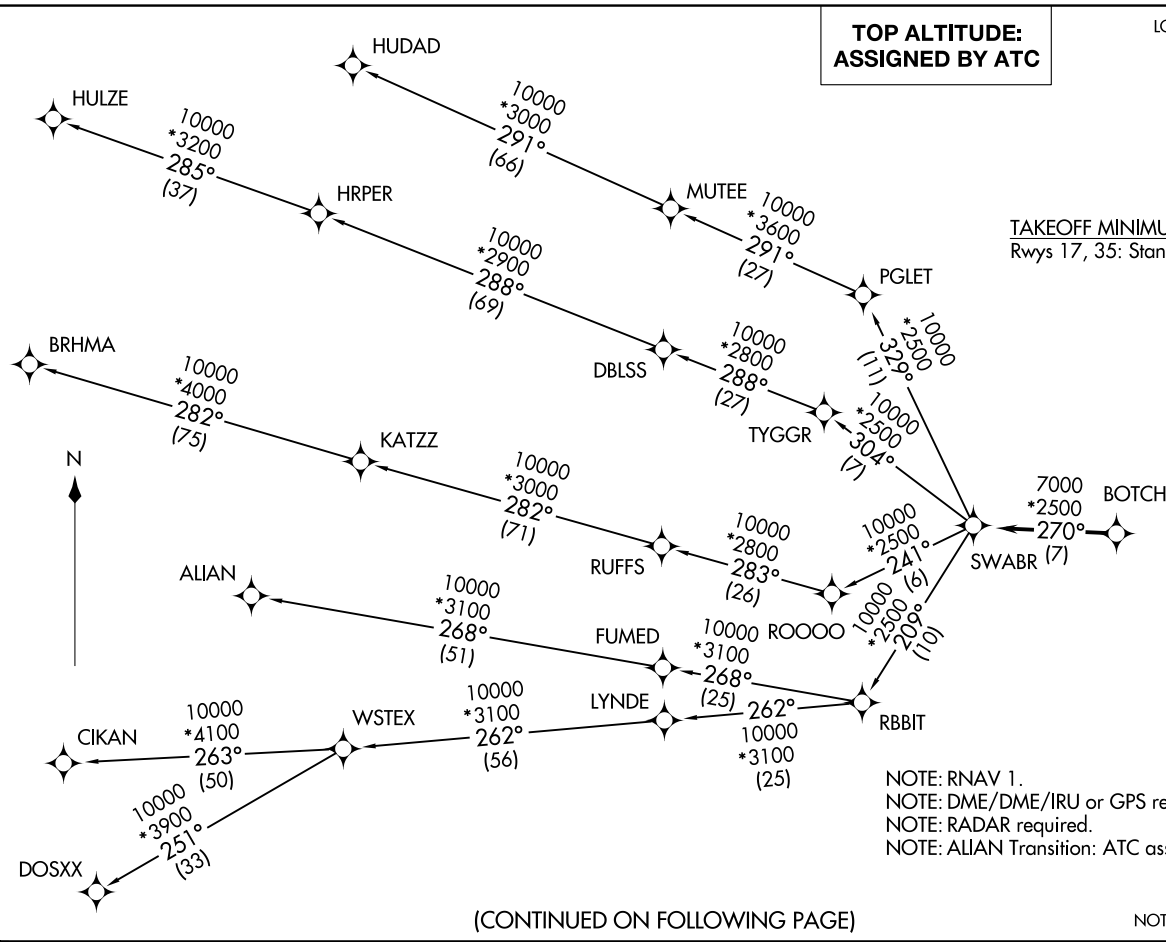 TOP ALTITUDE:
ASSIGNED BY ATC
HUDAD
10000
*3000
291°
(66)
HULZE
10000
*3200
285°
(37)
HRPER
MUTEE
10000
*3600
291°
(27)
TAKEOFF
Rwys 17, 35:
PGLET
10000
*2900
288°
(69)
10000
*2500
329°
(11)
BRHMA
10000
*4000
282°
(75)
DBLSS
10000
*2800
288°
(27)
TYGGR
10000
*2500
304°
(7)
N
KATZZ
10000
*3000
282°
(71)
7000
*2500
270°
(7)
BOTCH
SWABR
RUFFS
10000
*2800
283°
(26)
10000
*2500
241°
(6)
ROOOO
ALIAN
10000
*3100
268°
(51)
FUMED
10000
*3100
268°
(25)
10000
*2500
209°
(10)
RBBIT
LYNDE
262°
10000
*3100
(25)
WSTEX
10000
*3100
262°
(56)
CIKAN
10000
*4100
263°
(50)
10000
*3900
251°
(33)
DOSXX
NOTE: RNAV 1.
NOTE: DME/DME/IRU or GPS
NOTE: RADAR required.
NOTE: ALIAN Transition: ATC
(CONTINUED ON FOLLOWING PAGE)